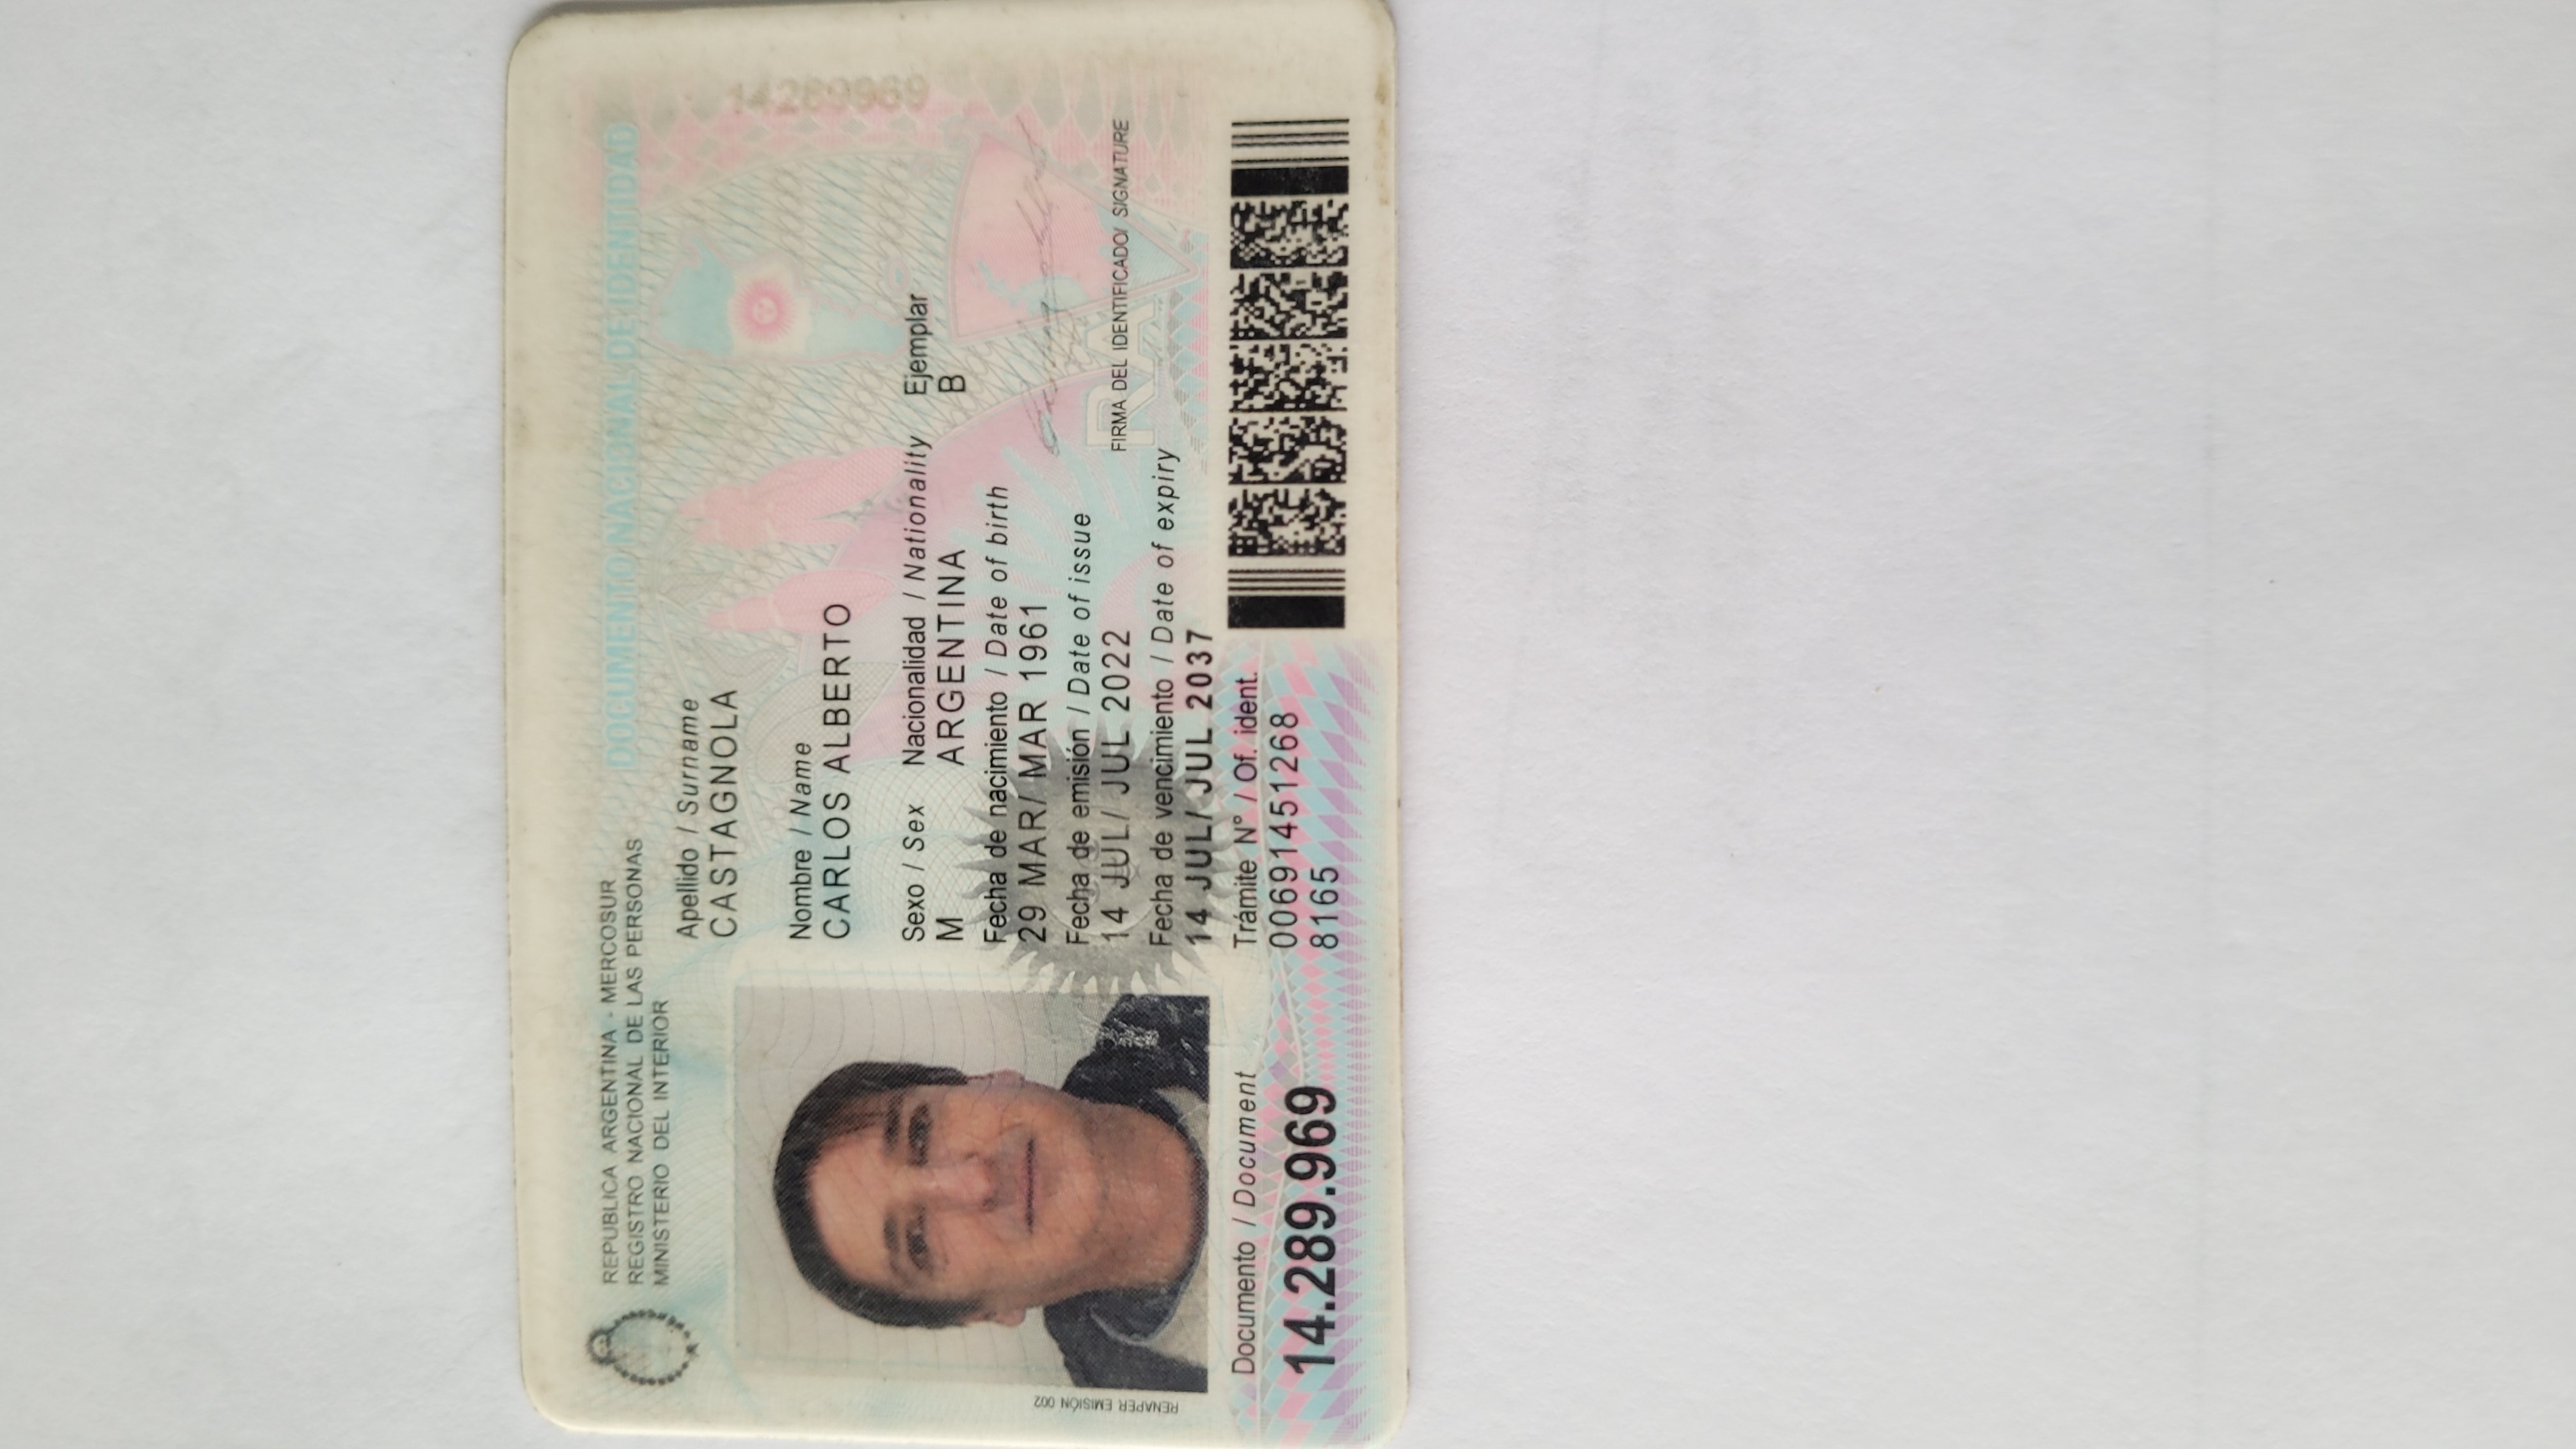 REPUBLICA ARGENTINA - MERCOSUR
REGISTRO NACIONAL DE LAS PERSONAS
MINISTERIO DEL INTERIOR
DOCUMENTO NACIONAL DE IDENTIDAD
Apellido / Surname
CASTAGNOLA
Nombre / Name
CARLOS ALBERTO
Sexo / Sex Nacionalidad / Nationality Ejemplar
M ARGENTINA B
Fecha de nacimiento / Date of birth
29 MAR/ MAR 1961
Fecha de emisión / Date of issue
14 JUL/ JUL 2022
FIRMA DEL IDENTIFICADO/ SIGNATURE
Fecha de vencimiento / Date of expiry
14 JUL/ JUL 2037
RENAPER EMISIÓN 002
Documento / Document
14.289.969
Trámite N° / Of. ident.
00691451268
8165
RA
14289969